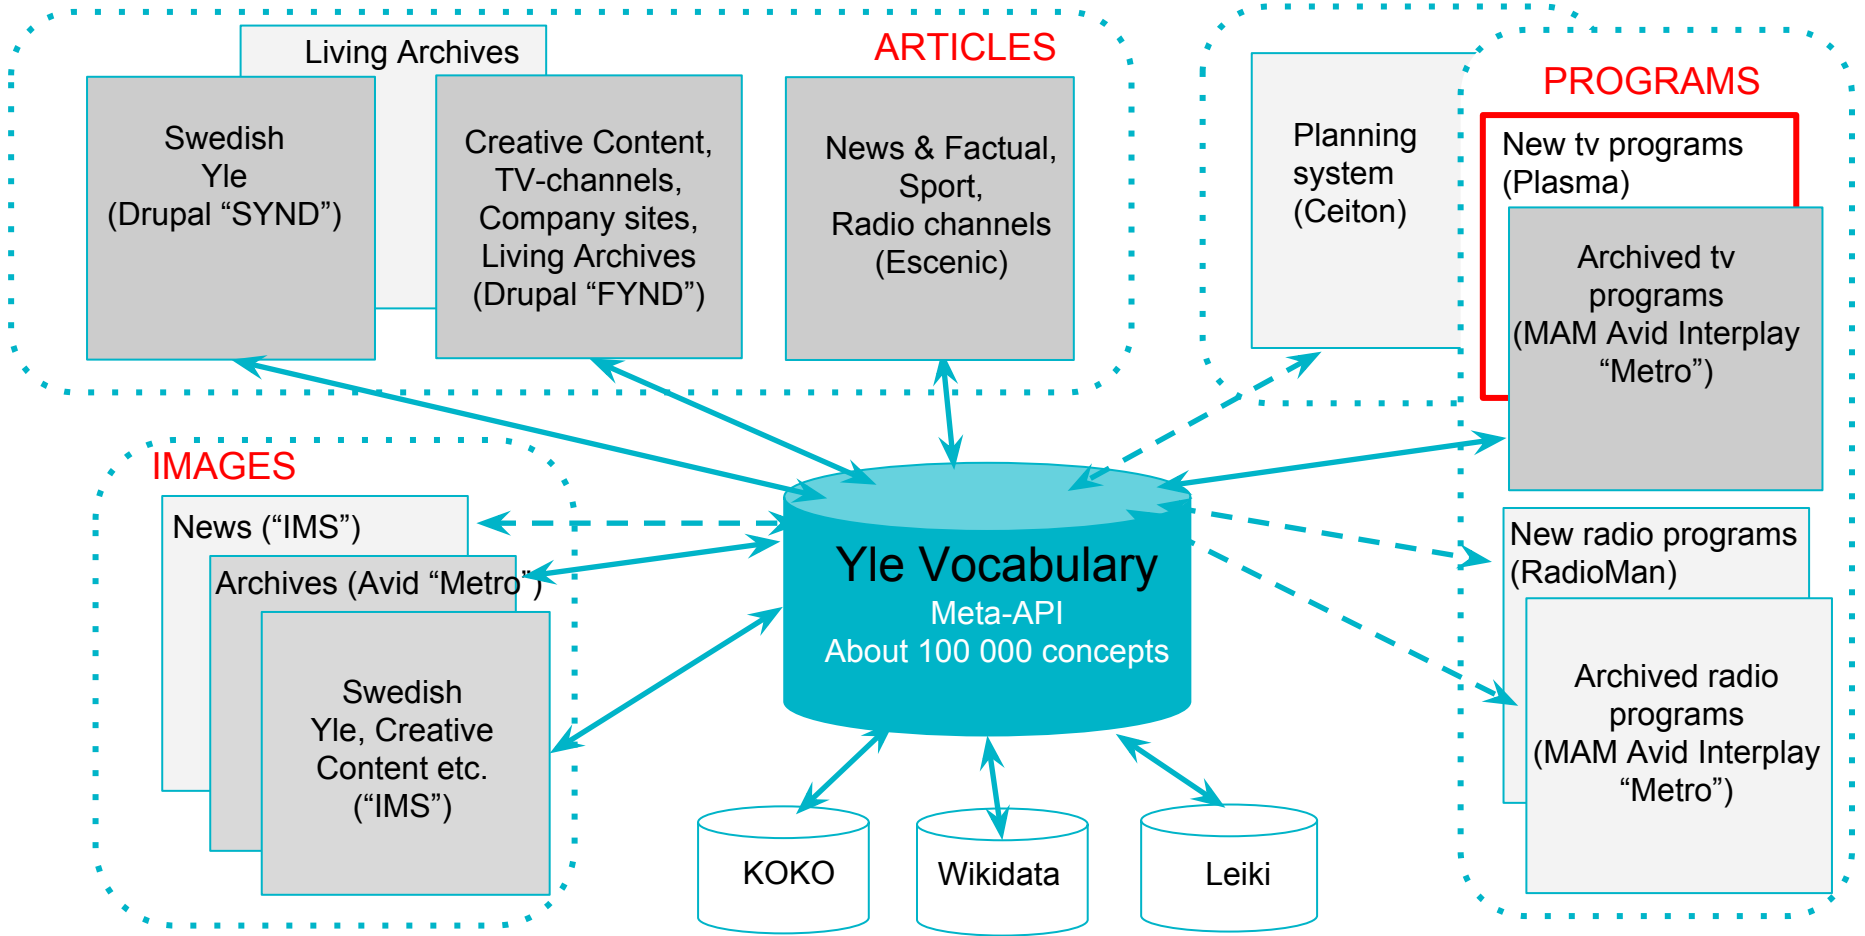 Living Archives
ARTICLES
Swedish
Yle
(Drupal “SYND”)
Creative Content,
TV-channels,
Company sites,
Living Archives
(Drupal “FYND”)
News & Factual,
Sport,
Radio channels
(Escenic)
Planning
system
(Ceiton)
PROGRAMS
New tv programs
(Plasma)
Archived tv
programs
(MAM Avid Interplay
“Metro”)
IMAGES
News (“IMS”)
Archives (Avid “Metro”)
Swedish
Yle, Creative
Content etc.
(“IMS”)
Yle Vocabulary
Meta-API
About 100 000 concepts
New radio programs
(RadioMan)
Archived radio
programs
(MAM Avid Interplay
“Metro”)
KOKO
Wikidata
Leiki